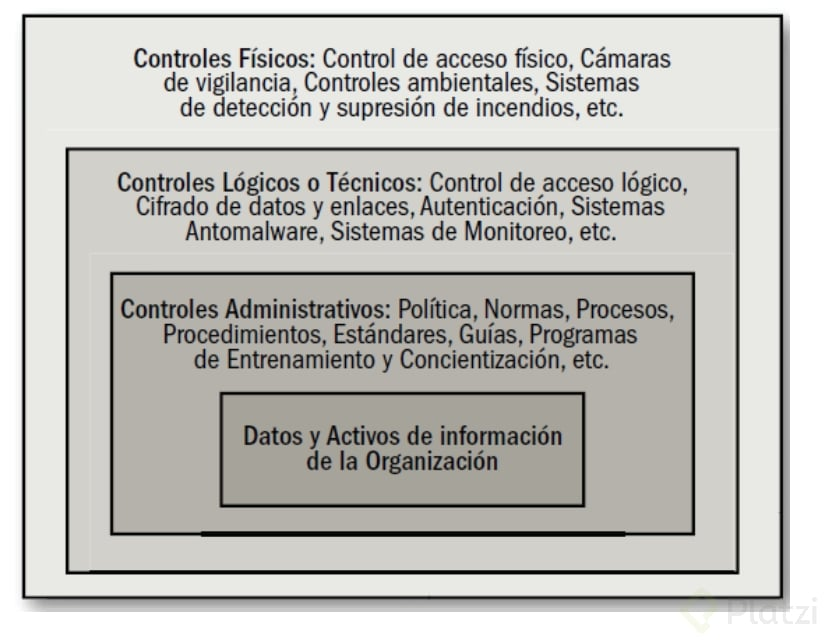 Controles Físicos: Control de acceso físico, Cámaras
de vigilancia, Controles ambientales, Sistemas
de detección y supresión de incendios, etc.
Controles Lógicos o Técnicos: Control de acceso lógico,
Cifrado de datos y enlaces, Autenticación, Sistemas
Antomalware, Sistemas de Monitoreo, etc.
Controles Administrativos: Política, Normas, Procesos,
Procedimientos, Estándares, Guías, Programas
de Entrenamiento y Concientización, etc.
Datos y Activos de información
de la Organización
Platzi